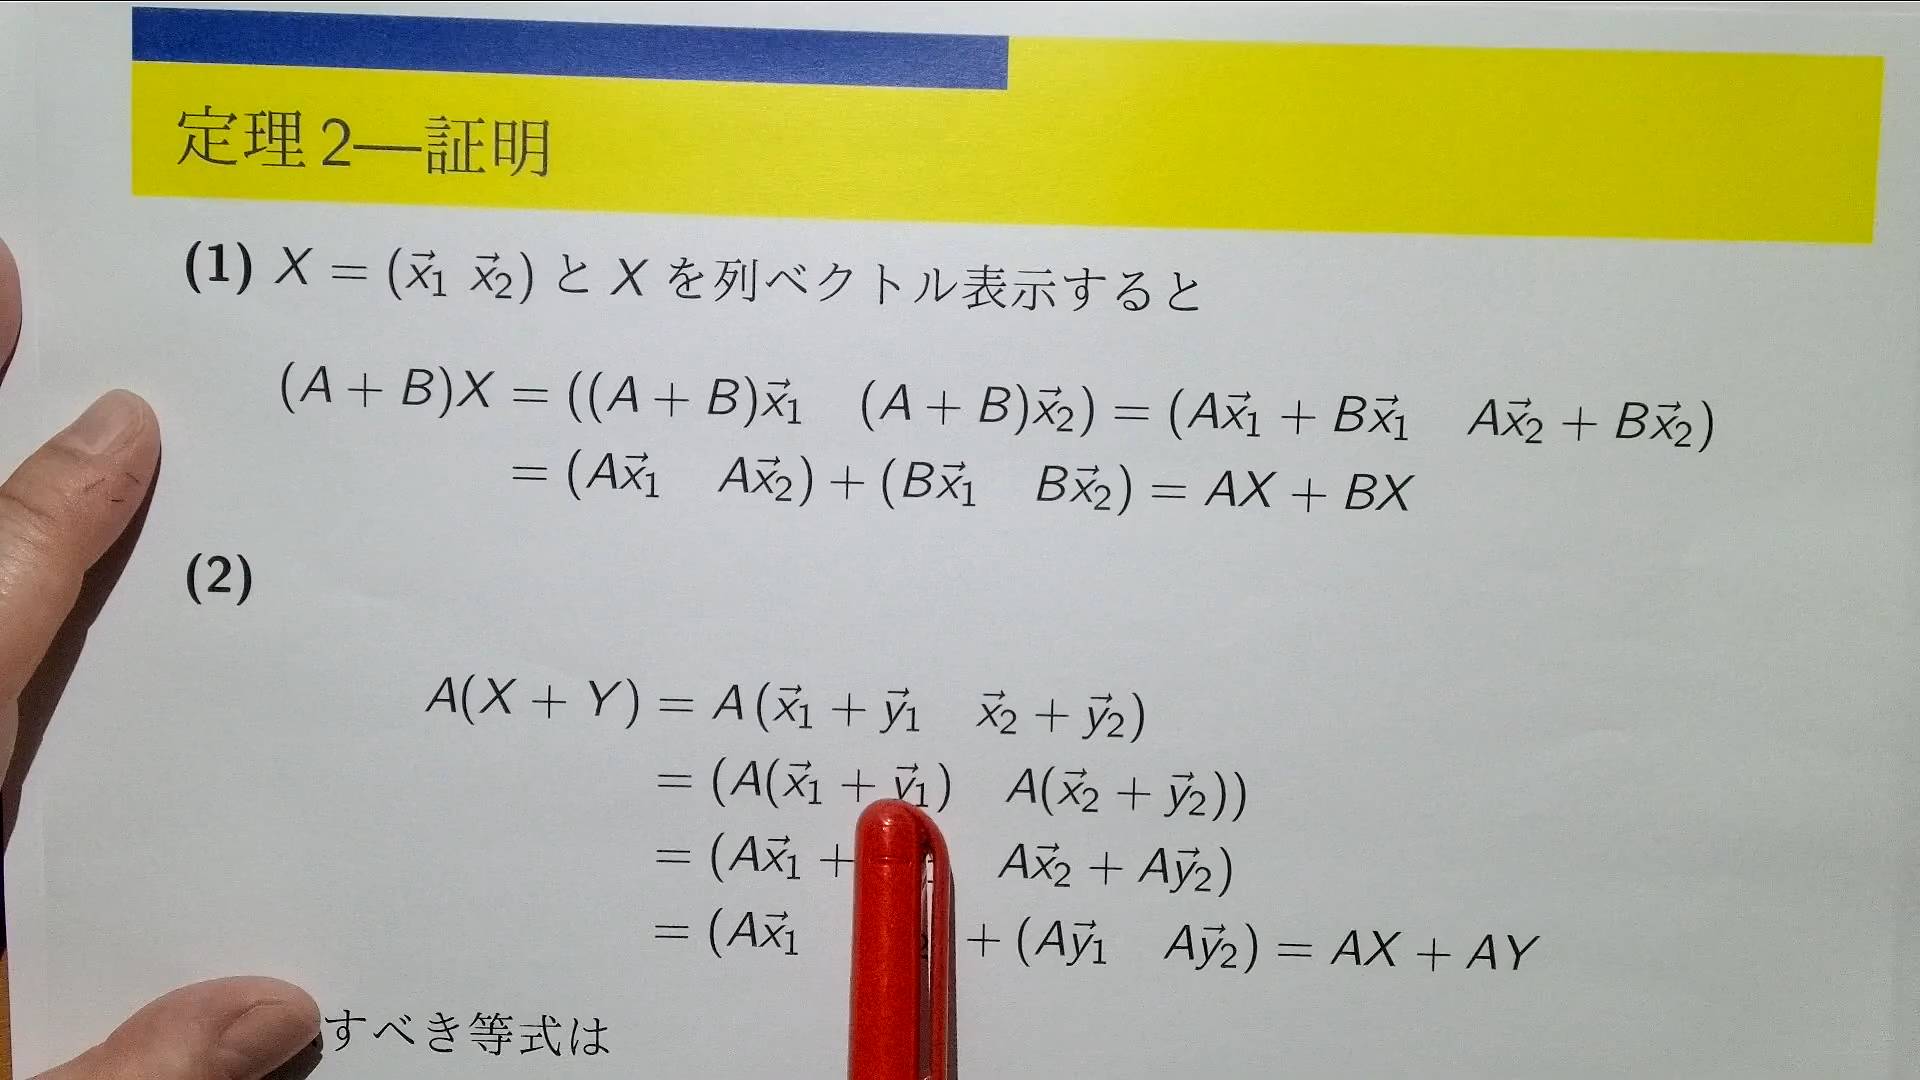 定理2—証明
(1) X = (x⃗₁ x⃗₂) と X を列ベクトル表示すると
(A + B)X = ((A + B)x⃗₁ (A + B)x⃗₂) = (Ax⃗₁ + Bx⃗₁ Ax⃗₂ + Bx⃗₂)
= (Ax⃗₁ Ax⃗₂) + (Bx⃗₁ Bx⃗₂) = AX + BX
(2)
A(X + Y) = A(x⃗₁ + y⃗₁ x⃗₂ + y⃗₂)
= (A(x⃗₁ + y⃗₁) A(x⃗₂ + y⃗₂))
= (Ax⃗₁ + Ax⃗₂ + Ay⃗₂)
= (Ax⃗₁ + (Ay⃗₁ Ay⃗₂) = AX + AY
すべき等式は